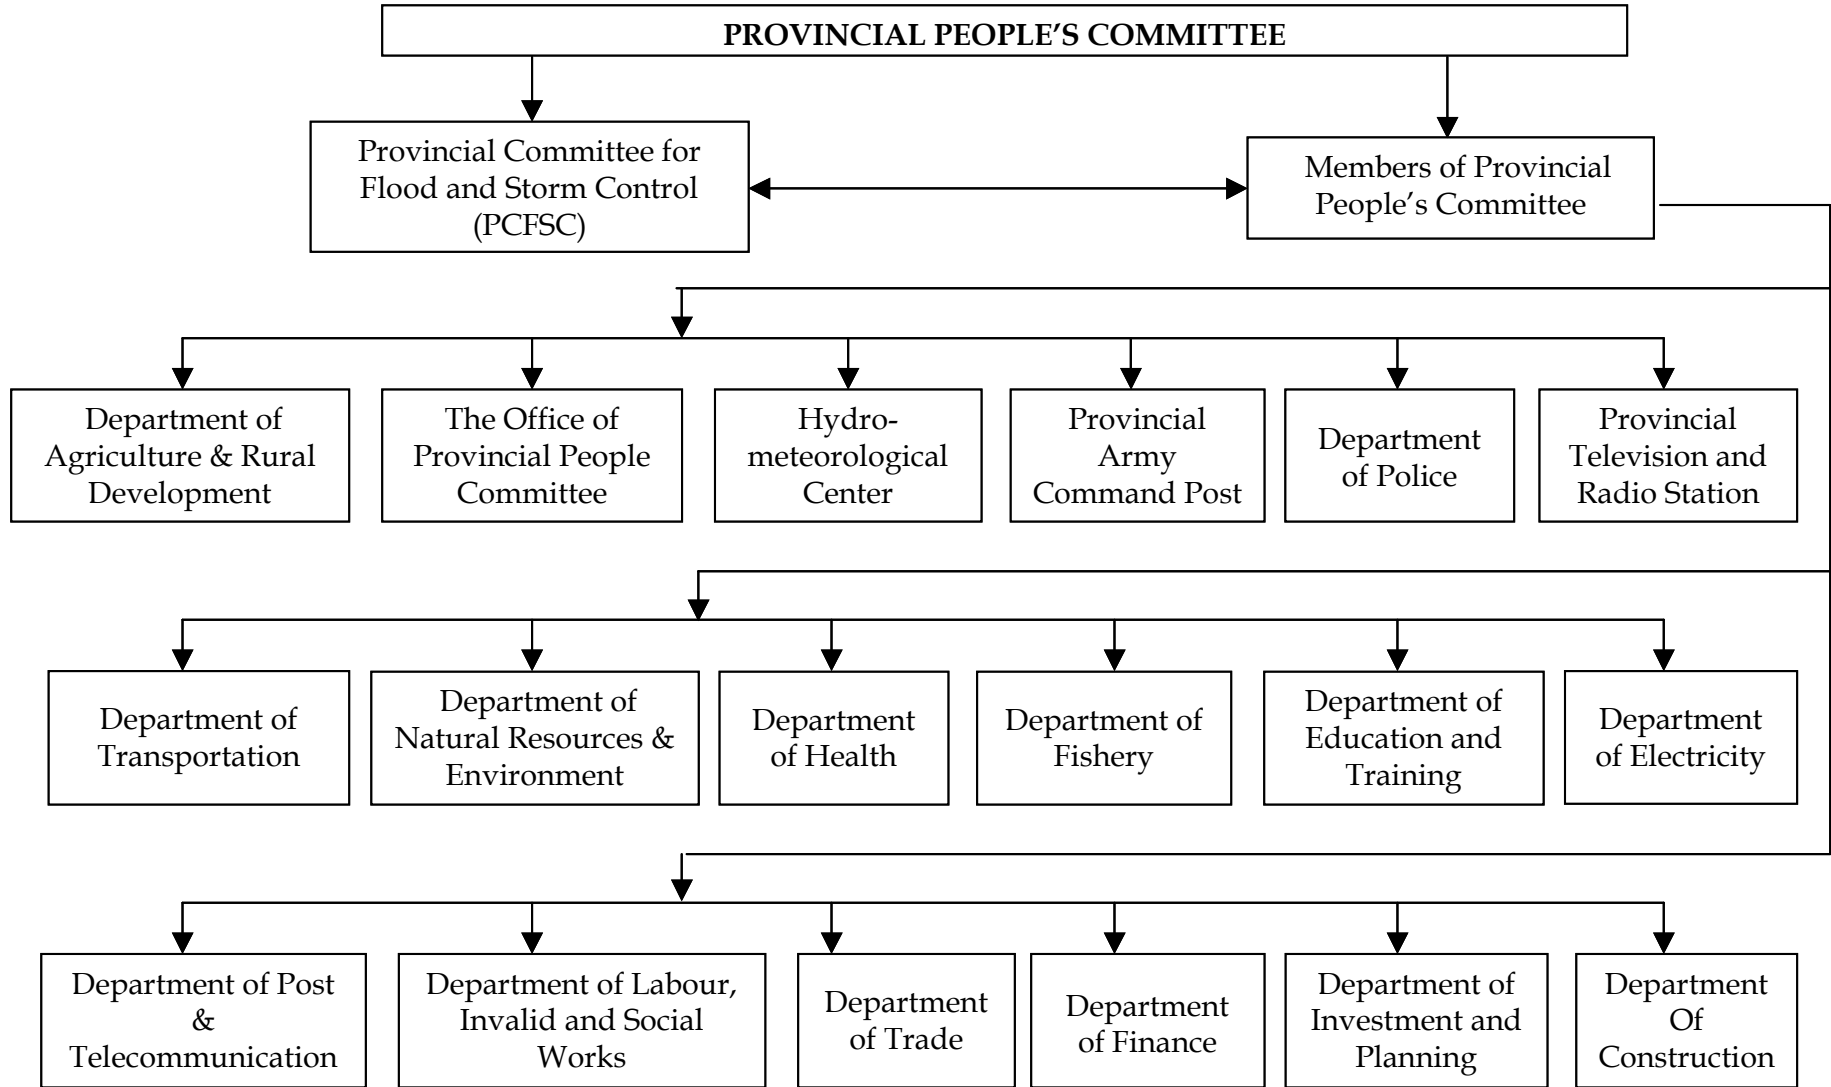 PROVINCIAL PEOPLE’S COMMITTEE
Provincial Committee for
Flood and Storm Control
(PCFSC)
Members of Provincial
People’s Committee
Department of
Agriculture & Rural
Development
The Office of
Provincial People
Committee
Hydro-
meteorological
Center
Provincial
Army
Command Post
Department
of Police
Provincial
Television and
Radio Station
Department of
Transportation
Department of
Natural Resources &
Environment
Department
of Health
Department of
Fishery
Department of
Education and
Training
Department
of Electricity
Department of Post
&
Telecommunication
Department of Labour,
Invalid and Social
Works
Department
of Trade
Department
of Finance
Department of
Investment and
Planning
Department
Of
Construction